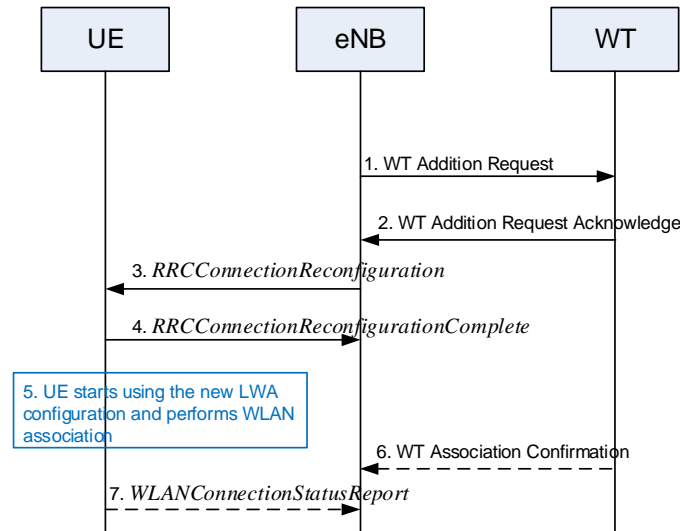 UE
eNB
WT
1. WT Addition Request
2. WT Addition Request Acknowledge
3. RRCConnectionReconfiguration
4. RRCConnectionReconfigurationComplete
5. UE starts using the new LWA
configuration and performs WLAN
association
6. WT Association Confirmation
7. WLANConnectionStatusReport